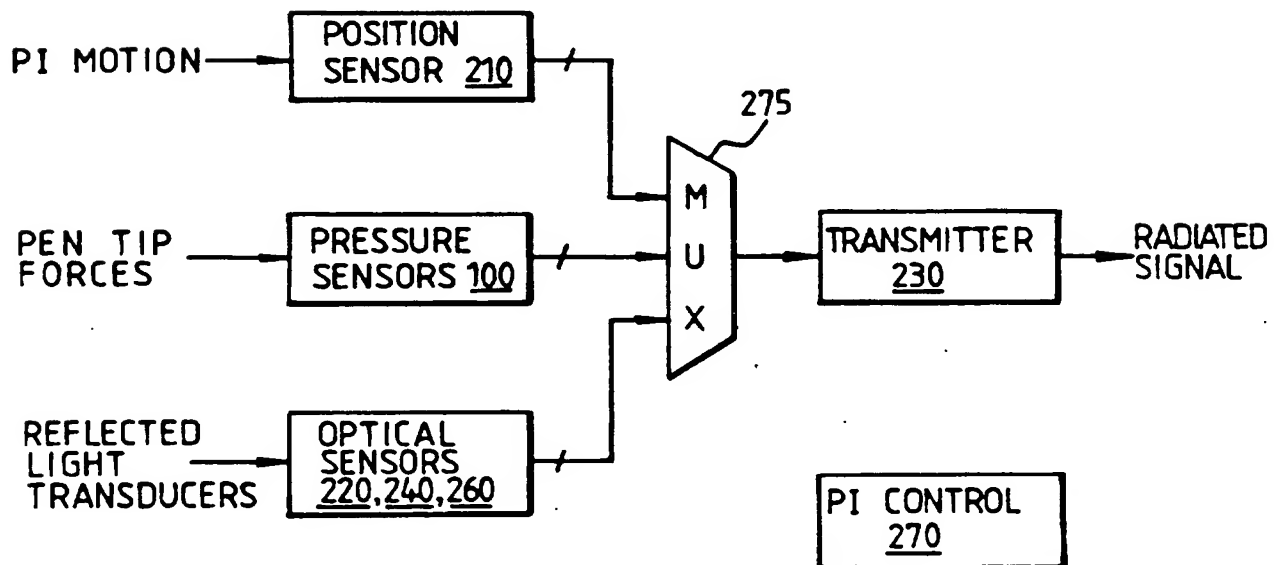 PI MOTION
POSITION
SENSOR 210
275
PEN TIP
FORCES
PRESSURE
SENSORS 100
M
U
X
TRANSMITTER
230
RADIATED
SIGNAL
REFLECTED
LIGHT
TRANSDUCERS
OPTICAL
SENSORS
220, 240, 260
PI CONTROL
270